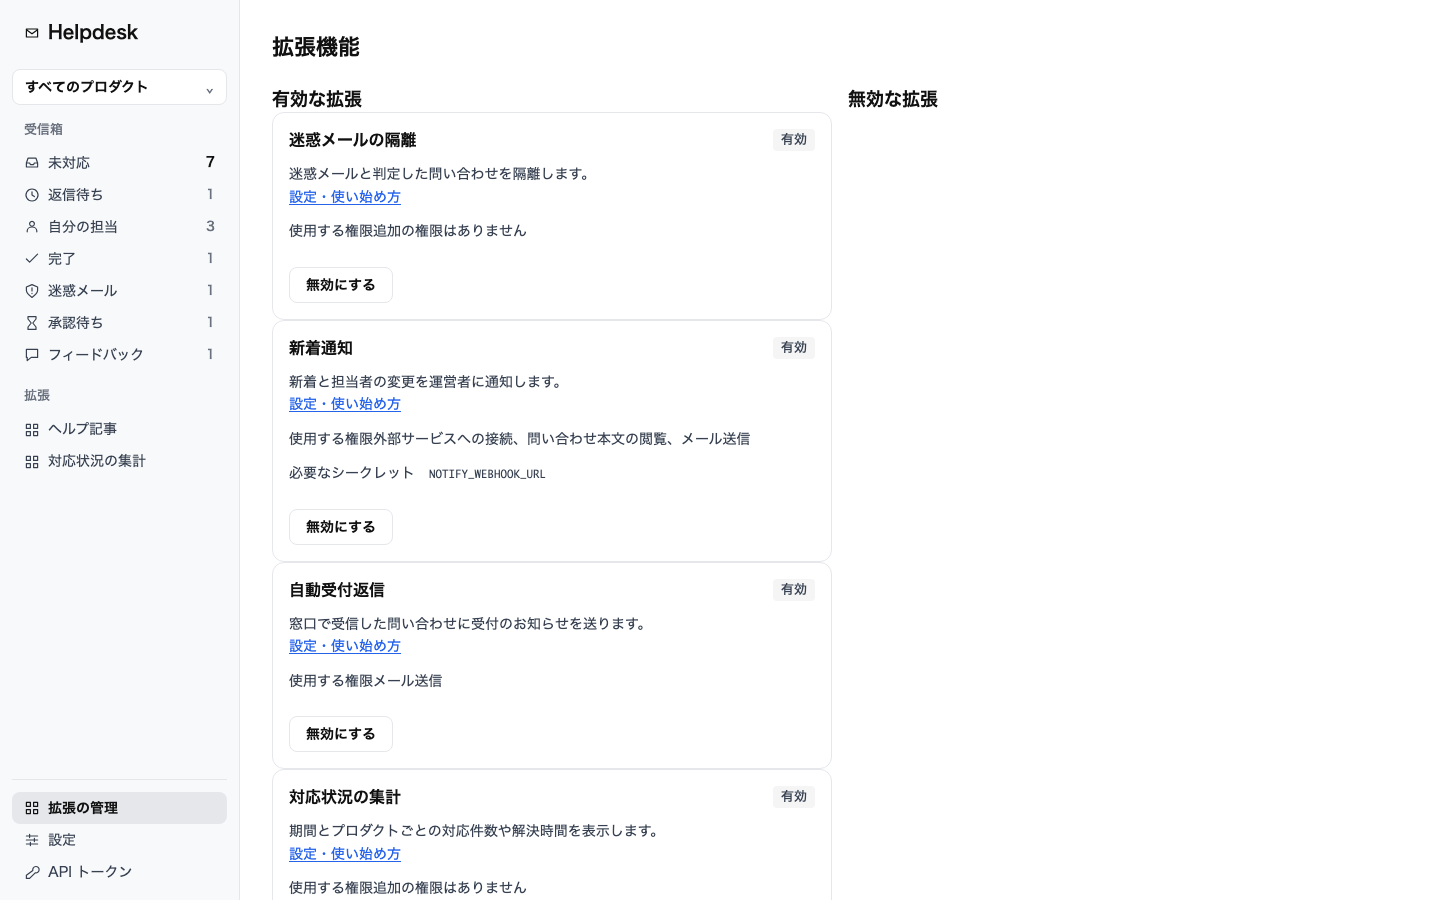 Helpdesk
すべてのプロダクト
受信箱
未対応 7
返信待ち 1
自分の担当 3
完了 1
迷惑メール 1
承認待ち 1
フィードバック 1
拡張
ヘルプ記事
対応状況の集計
拡張の管理
設定
API トークン
拡張機能
有効な拡張
迷惑メールの隔離 有効
迷惑メールと判定した問い合わせを隔離します。
設定・使い始め方
使用する権限追加の権限はありません
無効にする
新着通知 有効
新着と担当者の変更を運営者に通知します。
設定・使い始め方
使用する権限外部サービスへの接続、問い合わせ本文の閲覧、メール送信
必要なシークレット NOTIFY_WEBHOOK_URL
無効にする
自動受付返信 有効
窓口で受信した問い合わせに受付のお知らせを送ります。
設定・使い始め方
使用する権限メール送信
無効にする
対応状況の集計 有効
期間とプロダクトごとの対応件数や解決時間を表示します。
設定・使い始め方
使用する権限追加の権限はありません
無効な拡張